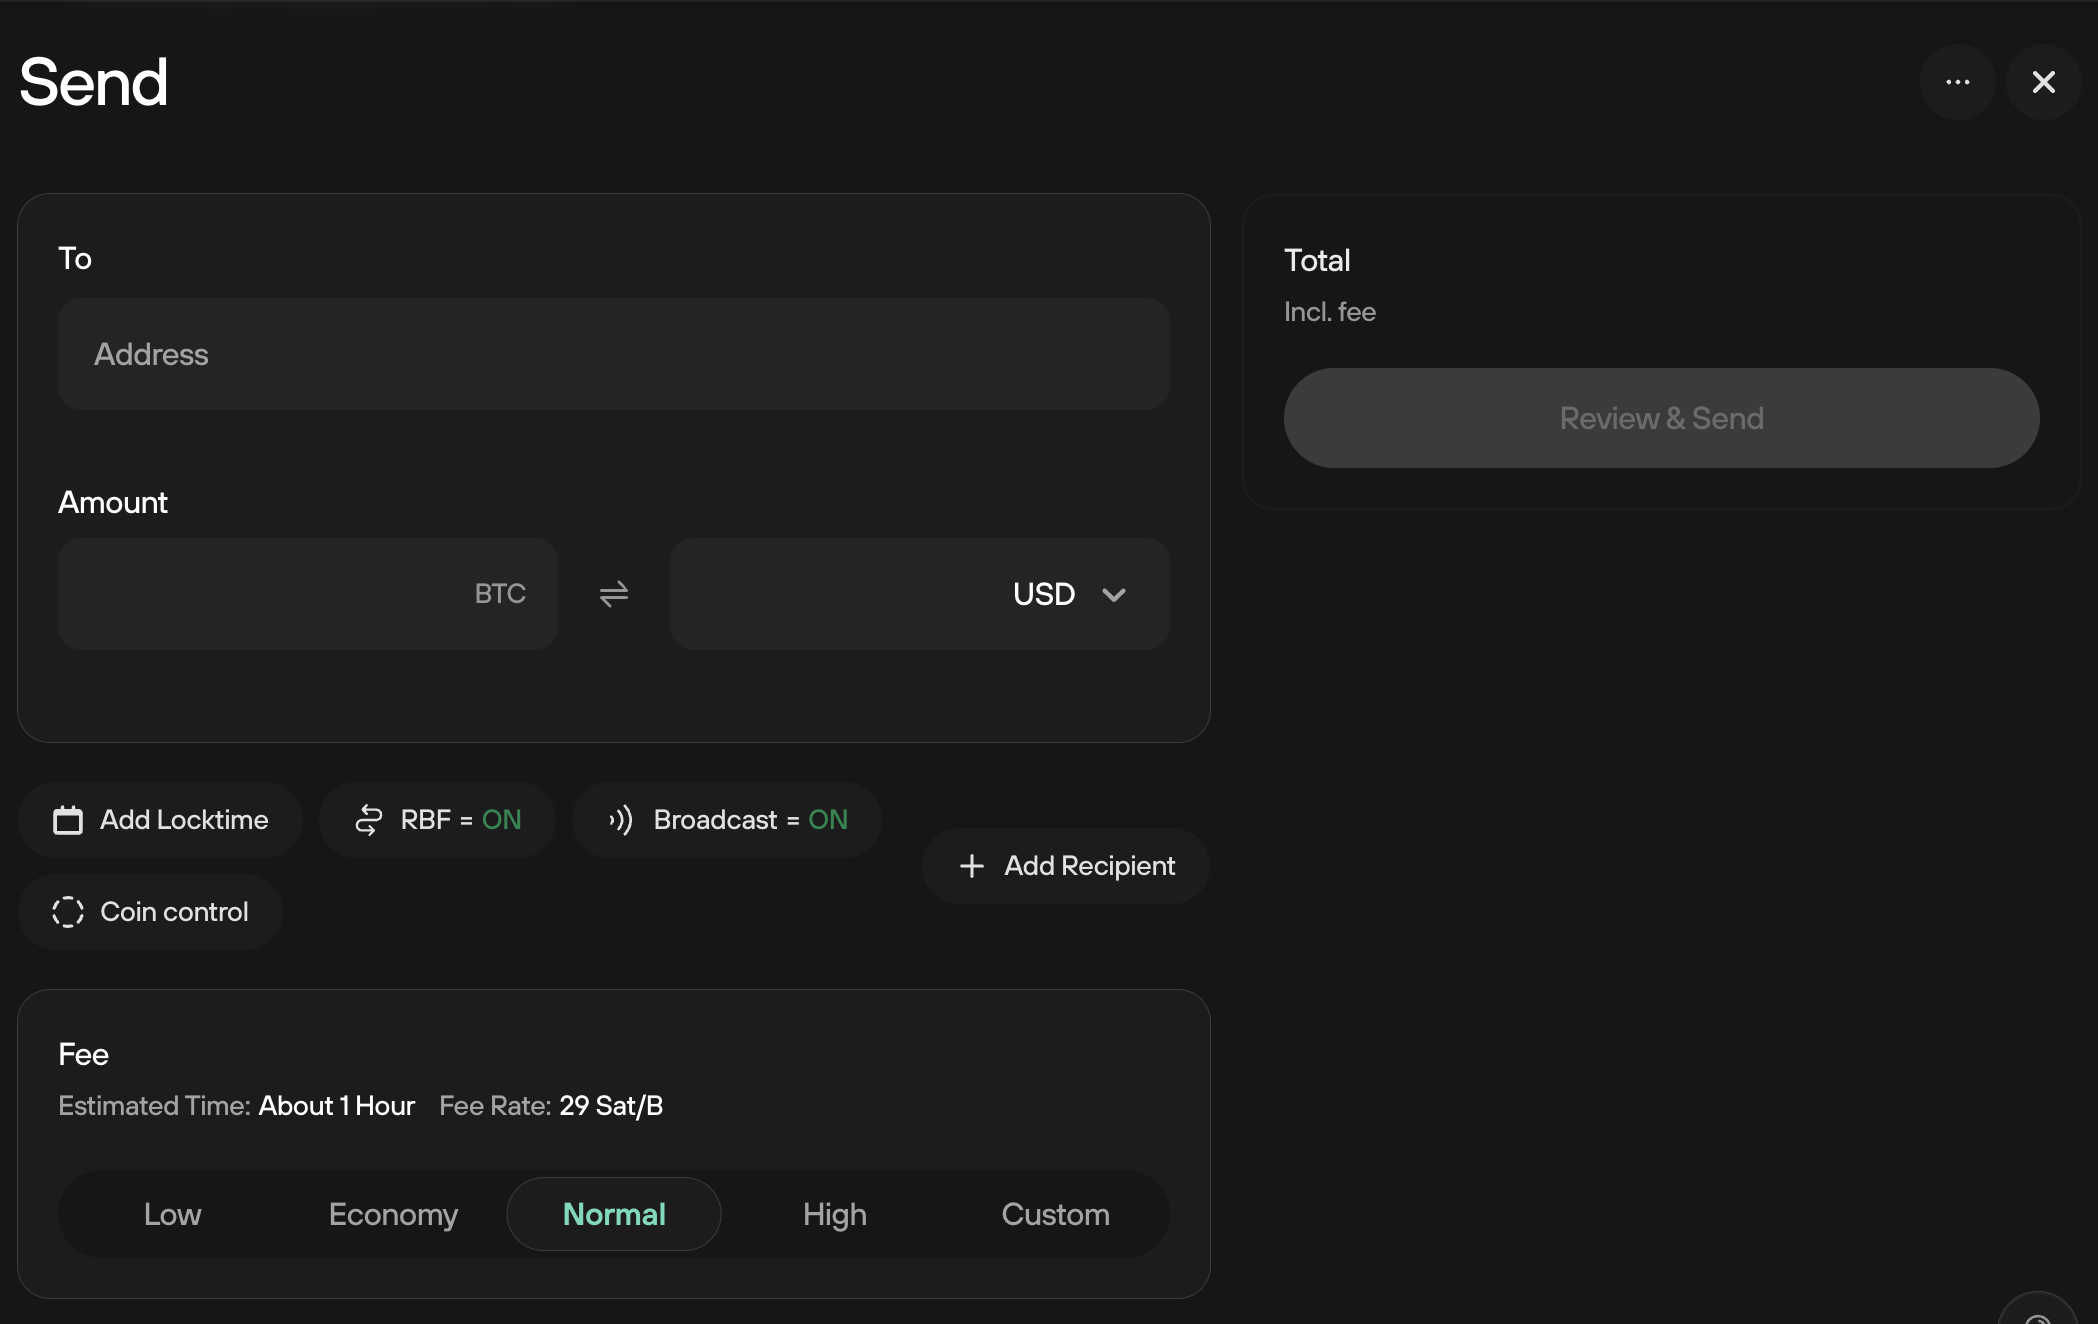 Send
To
Address
Amount
BTC
USD
Total
Incl. fee
Review & Send
Add Locktime
RBF = ON
Broadcast = ON
Add Recipient
Coin control
Fee
Estimated Time: About 1 Hour Fee Rate: 29 Sat/B
Low
Economy
Normal
High
Custom